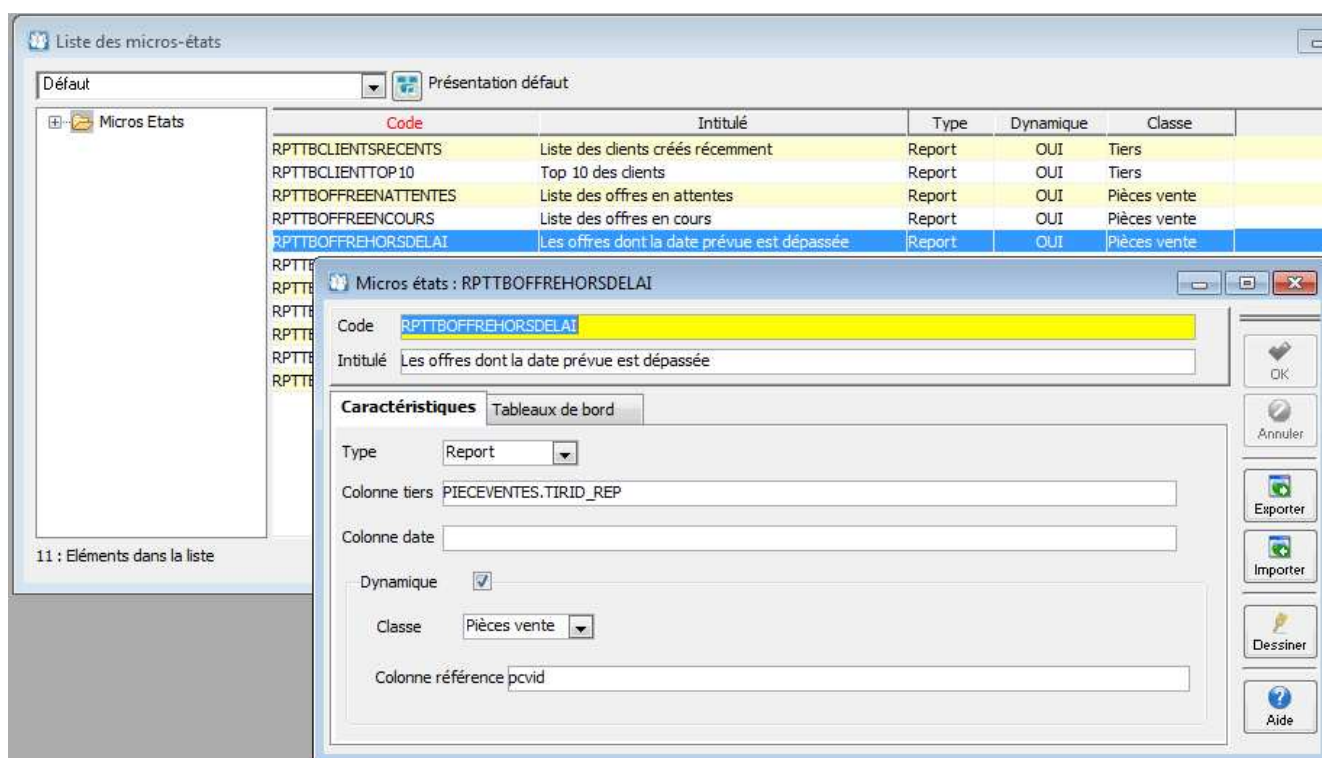 Liste des micros-états
Défaut
Présentation défaut
Micros Etats
Code Intitulé Type Dynamique Classe
RPTTBCLIENTSRECENTS Liste des clients créés récemment Report OUI Tiers
RPTTBCLIENTTOP10 Top 10 des clients Report OUI Tiers
RPTTBOFFREENATTENTES Liste des offres en attentes Report OUI Pièces vente
RPTTBOFFREENCOURS Liste des offres en cours Report OUI Pièces vente
RPTTBOFFREHORSDELAI Les offres dont la date prévue est dépassée Report OUI Pièces vente
11 : Eléments dans la liste
Micros états : RPTTBOFFREHORSDELAI
Code RPTTBOFFREHORSDELAI
Intitulé Les offres dont la date prévue est dépassée
Caractéristiques Tableaux de bord
Type Report
Colonne tiers PIECEVENTES.TIRID_REP
Colonne date
Dynamique
Classe Pièces vente
Colonne référence pcvid
OK
Annuler
Exporter
Importer
Dessiner
Aide